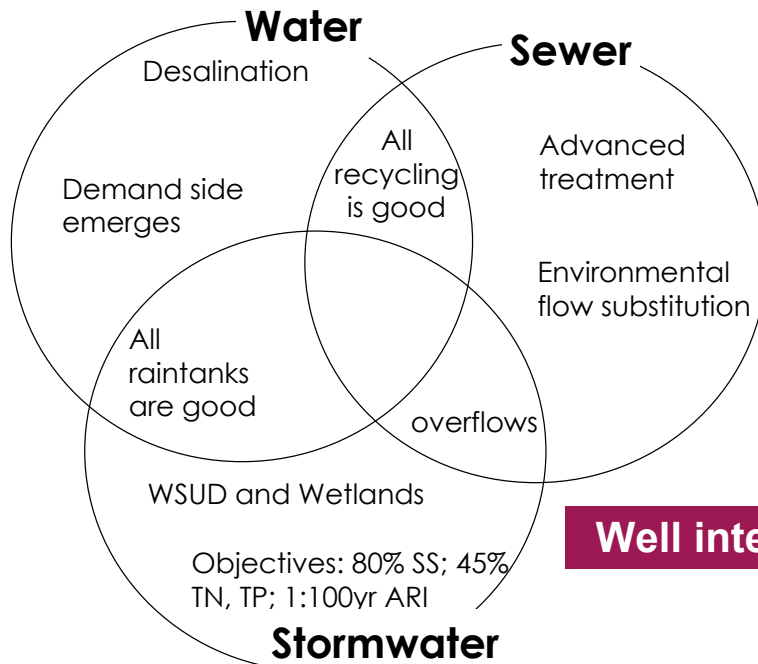 Water
Desalination
Sewer
All
recycling
is good
Advanced
treatment
Demand side
emerges
Environmental
flow substitution
All
raintanks
are good
overflows
WSUD and Wetlands
Well inte
Objectives: 80% SS; 45%
TN, TP; 1:100yr ARI
Stormwater